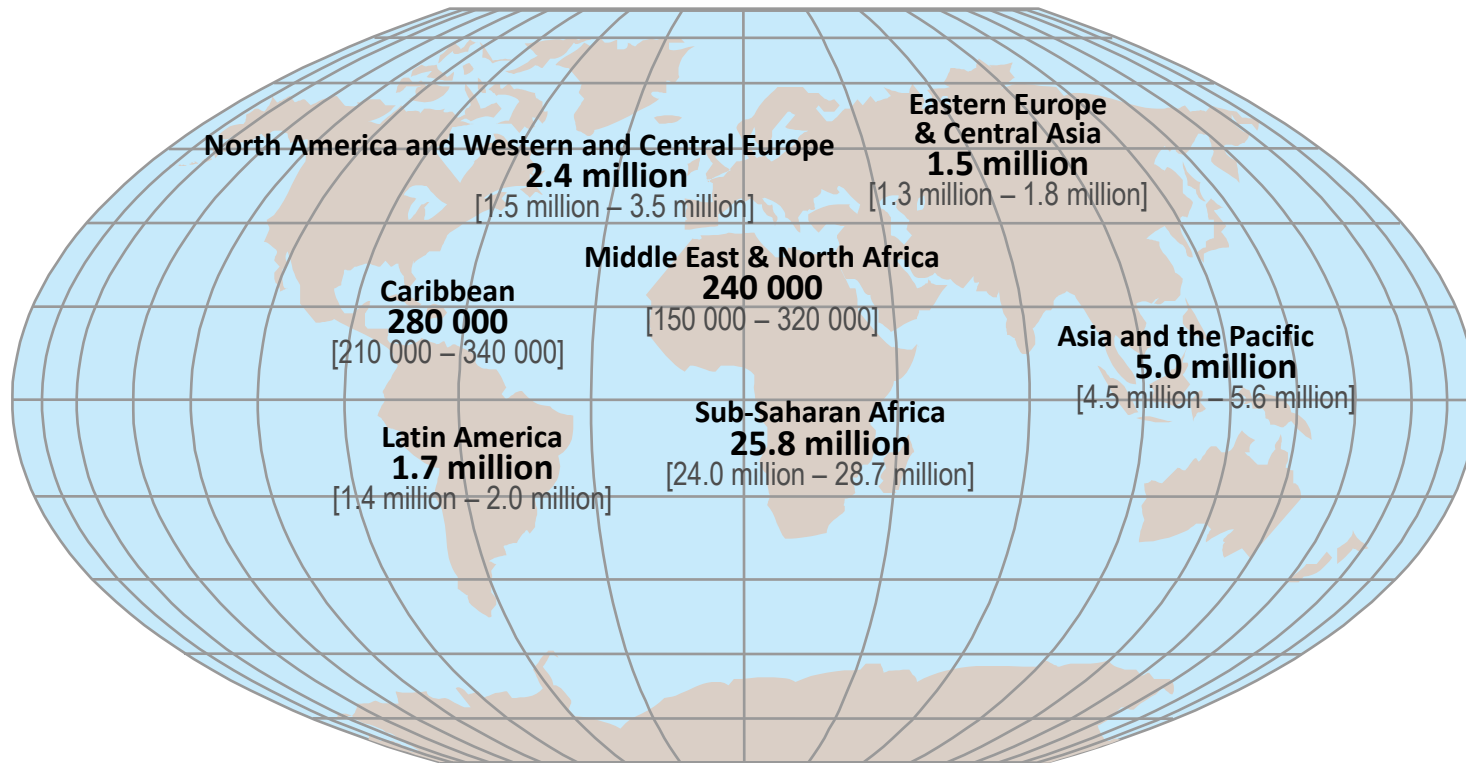 North America and Western and Central Europe
2.4 million
[1.5 million – 3.5 million]
Eastern Europe
& Central Asia
1.5 million
[1.3 million – 1.8 million]
Middle East & North Africa
240 000
[150 000 – 320 000]
Caribbean
280 000
[210 000 – 340 000]
Asia and the Pacific
5.0 million
[4.5 million – 5.6 million]
Sub-Saharan Africa
25.8 million
[24.0 million – 28.7 million]
Latin America
1.7 million
[1.4 million – 2.0 million]